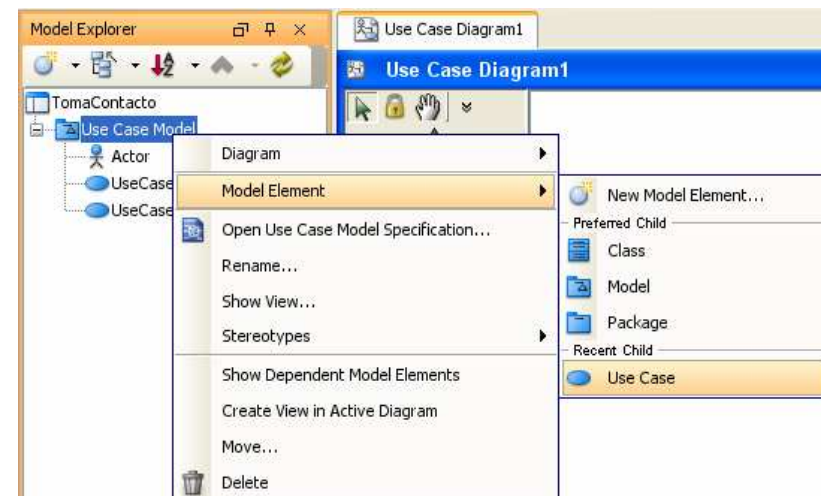 Model Explorer
Use Case Diagram1
Use Case Diagram1
TomaContacto
Use Case Model
Actor
UseCase
UseCase
Diagram
Model Element
Open Use Case Model Specification...
Rename...
Show View...
Stereotypes
Show Dependent Model Elements
Create View in Active Diagram
Move...
Delete
New Model Element...
Preferred Child
Class
Model
Package
Recent Child
Use Case